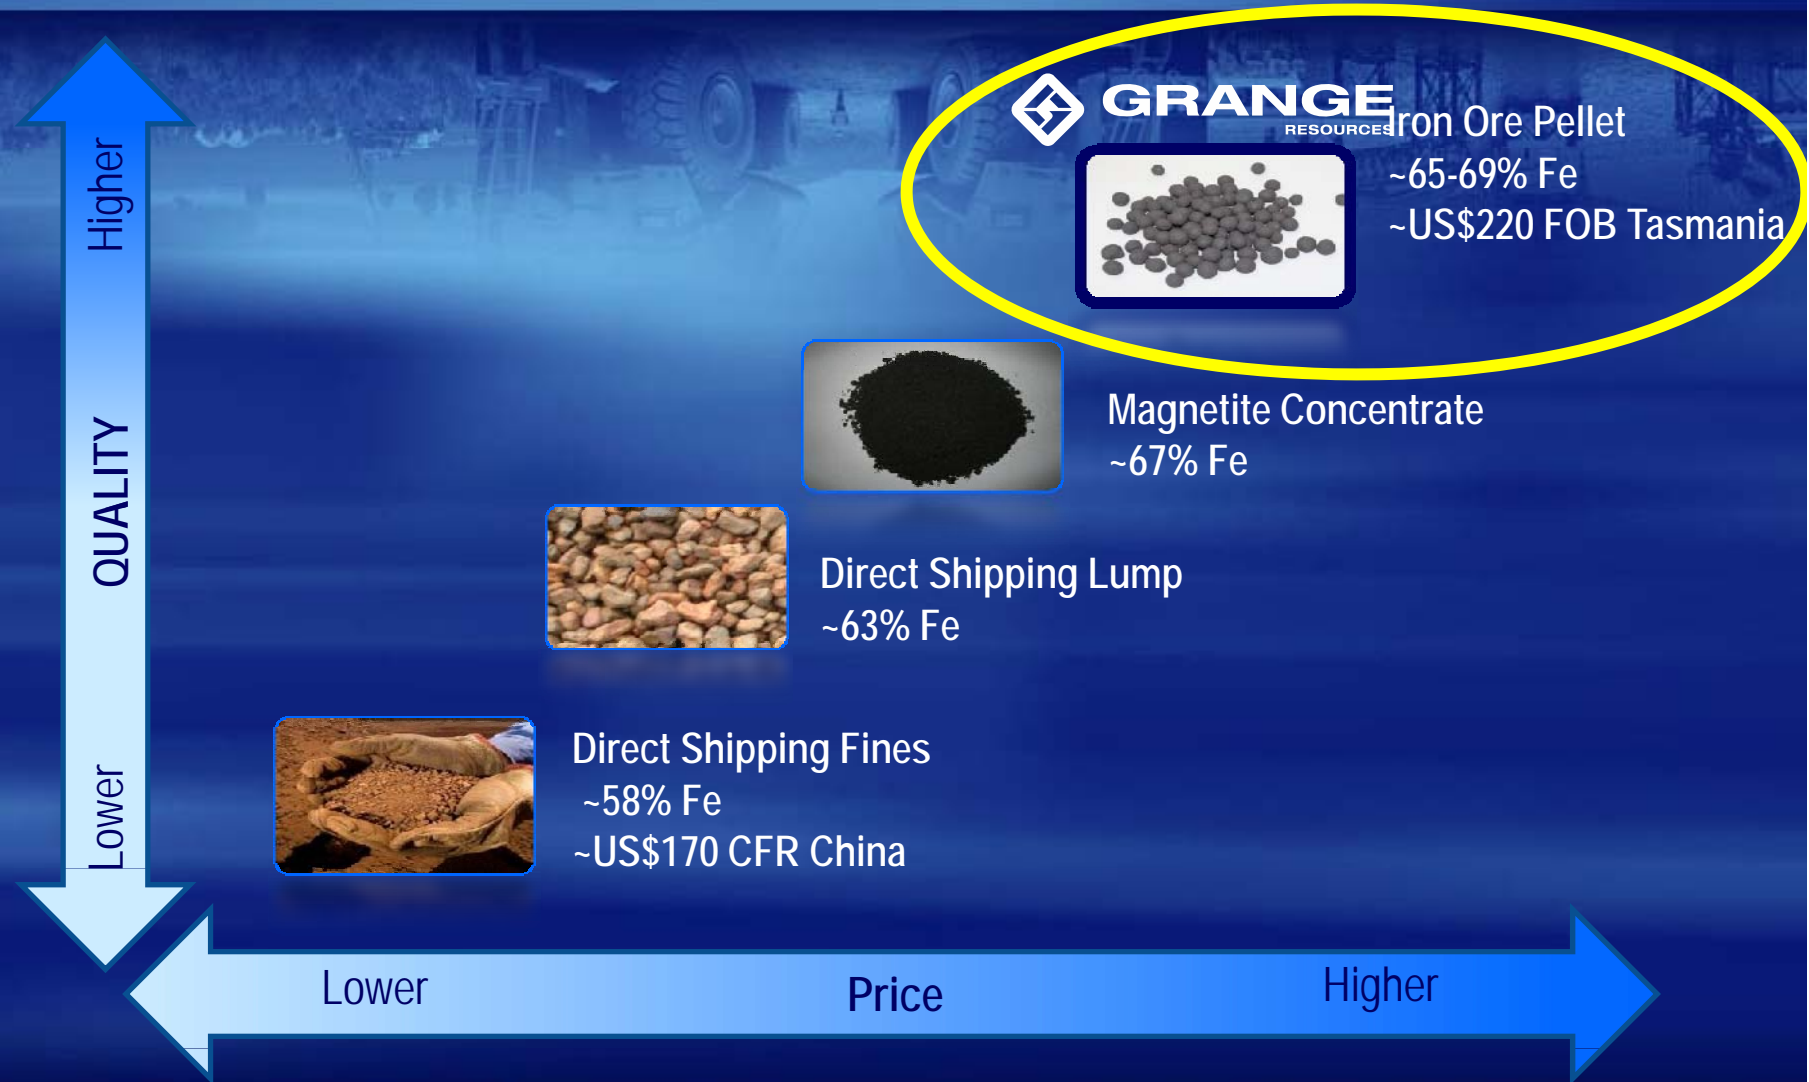 GRANGE
RESOURCES
Iron Ore Pellet
~65-69% Fe
~US$220 FOB Tasmania
Magnetite Concentrate
~67% Fe
Direct Shipping Lump
~63% Fe
Direct Shipping Fines
~58% Fe
~US$170 CFR China
Higher
QUALITY
Lower
Lower
Price
Higher